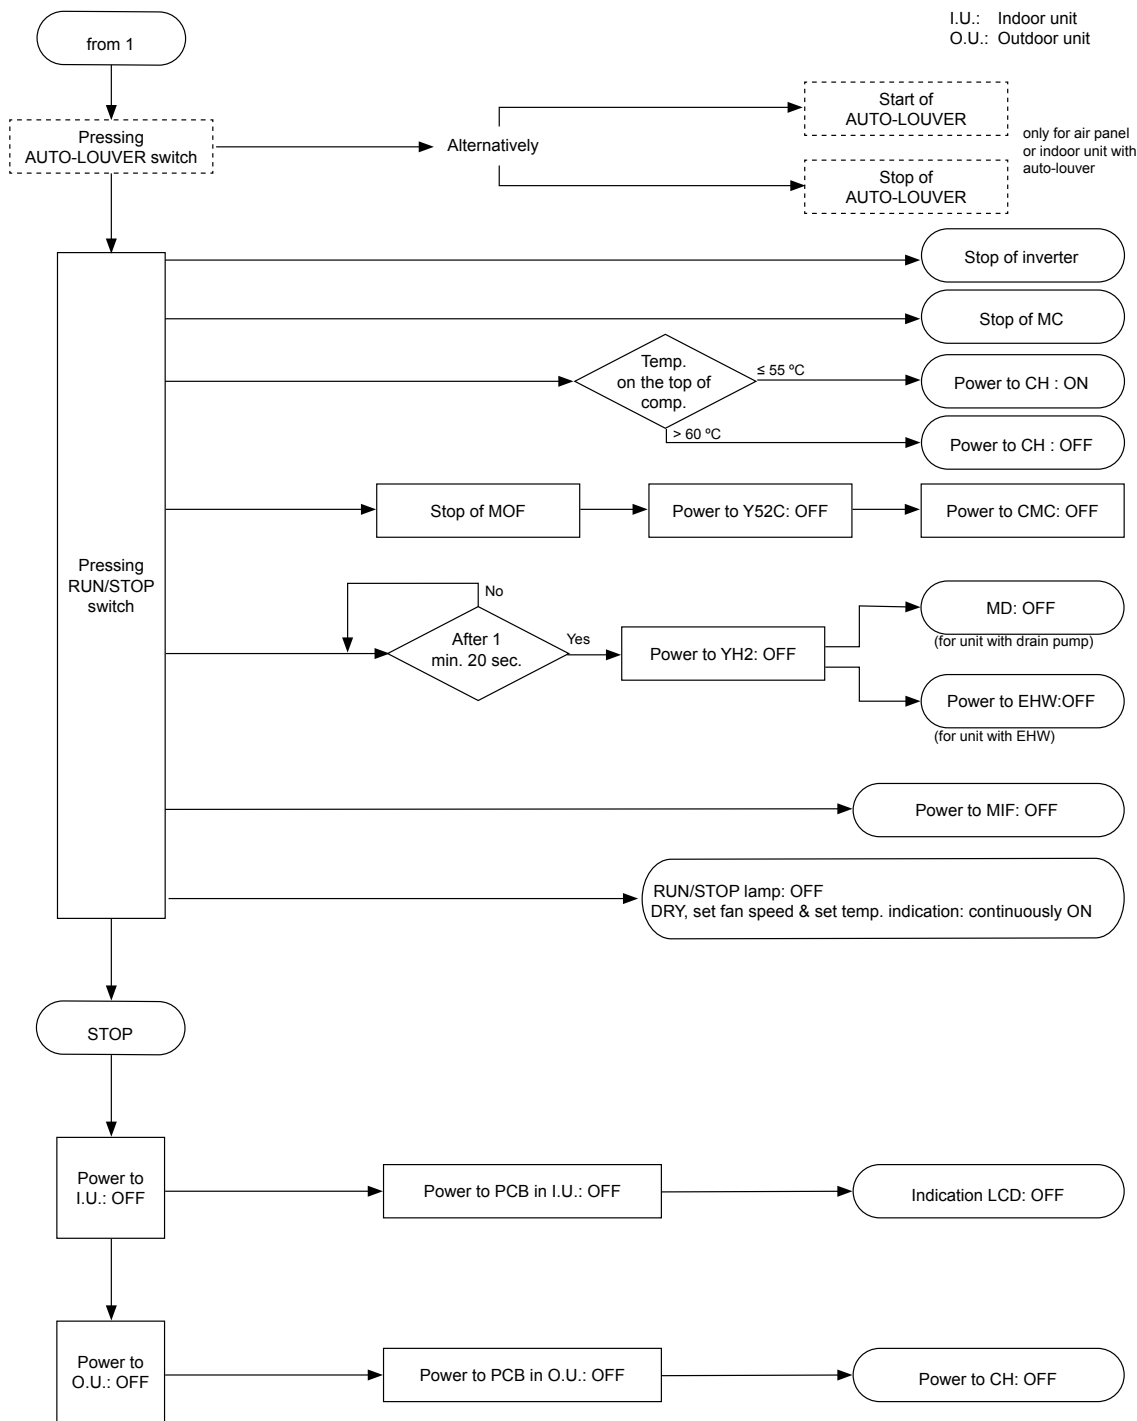 I.U.: Indoor unit
O.U.: Outdoor unit
from 1
Pressing
AUTO-LOUVER switch
Alternatively
Start of
AUTO-LOUVER
Stop of
AUTO-LOUVER
only for air panel
or indoor unit with
auto-louver
Pressing
RUN/STOP
switch
Stop of inverter
Stop of MC
Temp.
on the top of
comp.
≤ 55 ºC
Power to CH : ON
> 60 ºC
Power to CH : OFF
Stop of MOF
Power to Y52C: OFF
Power to CMC: OFF
No
After 1
min. 20 sec.
Yes
Power to YH2: OFF
MD: OFF
(for unit with drain pump)
Power to EHW:OFF
(for unit with EHW)
Power to MIF: OFF
RUN/STOP lamp: OFF
DRY, set fan speed & set temp. indication: continuously ON
STOP
Power to
I.U.: OFF
Power to PCB in I.U.: OFF
Indication LCD: OFF
Power to
O.U.: OFF
Power to PCB in O.U.: OFF
Power to CH: OFF